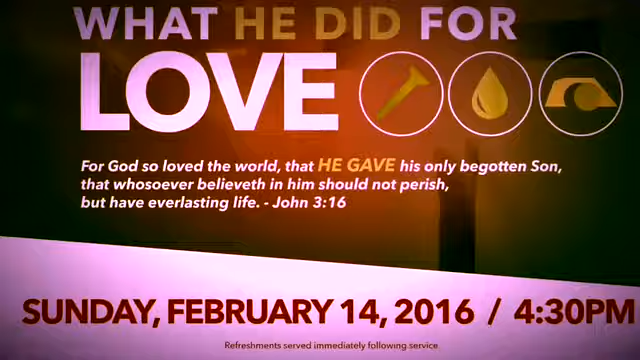 WHAT HE DID FOR
LOVE
For God so loved the world, that HE GAVE his only begotten Son,
that whosoever believeth in him should not perish,
but have everlasting life. - John 3:16
SUNDAY, FEBRUARY 14, 2016 / 4:30PM
Refreshments served immediately following service